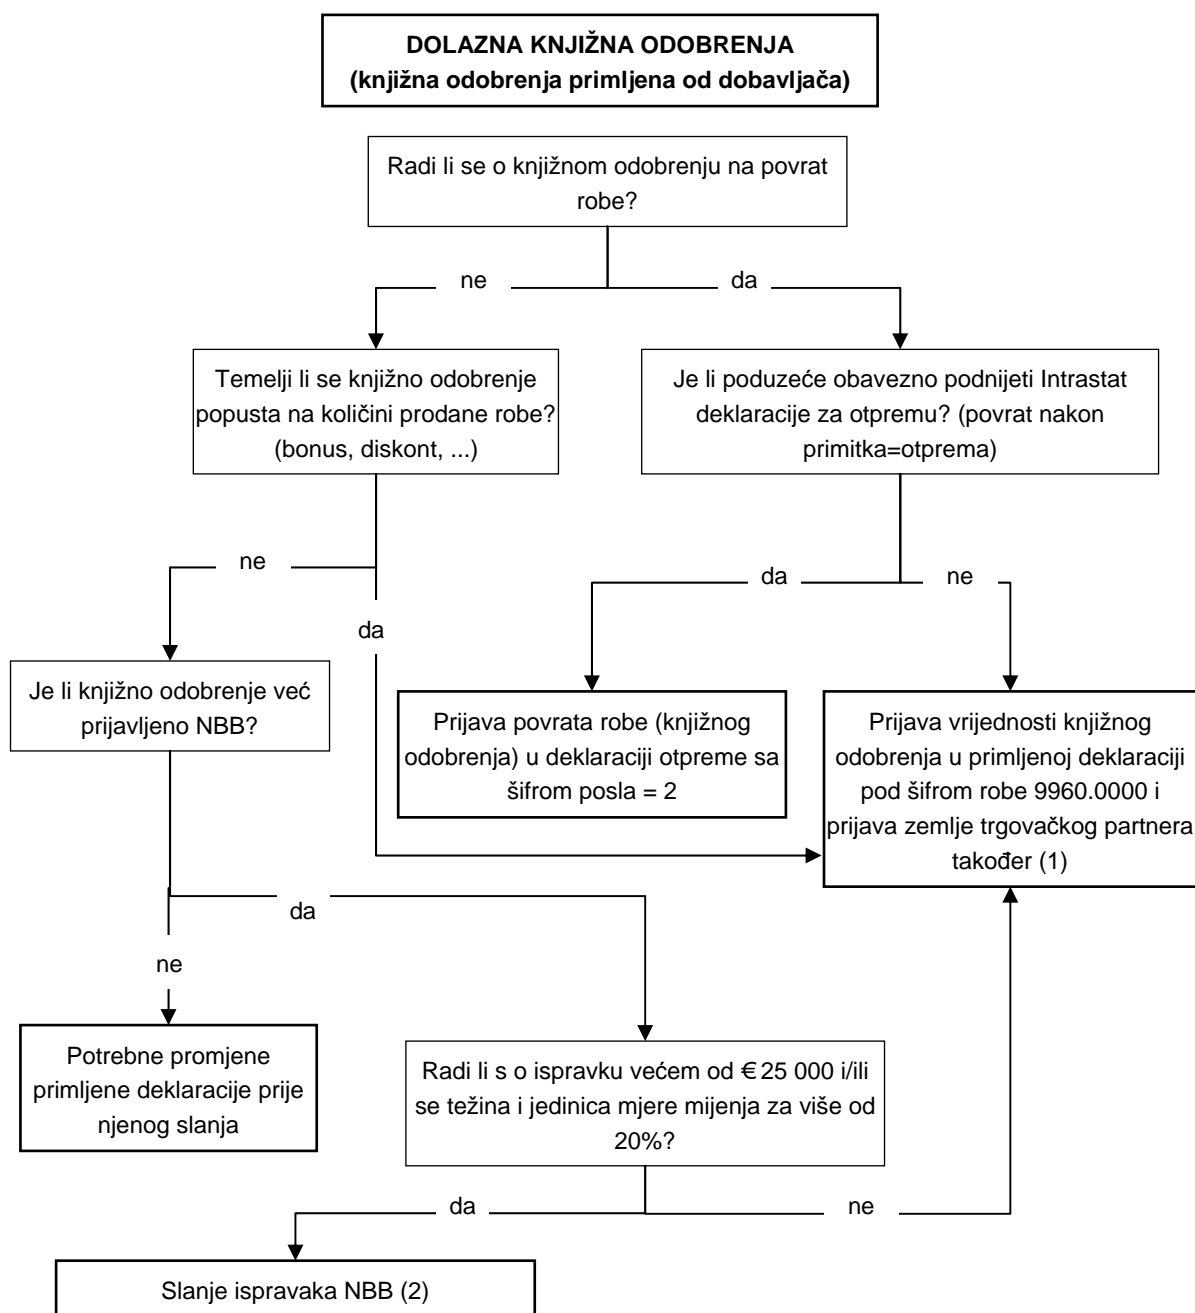 DOLAZNA KNJIŽNA ODOBRENJA
(knjižna odobrenja primljena od dobavljača)
Radi li se o knjižnom odobrenju na povrat
robe?
ne
da
Temelji li se knjižno odobrenje
popusta na količini prodane robe?
(bonus, diskont, ...)
Je li poduzeće obavezno podnijeti Intrastat
deklaracije za otpremu? (povrat nakon
primitka=otprema)
ne
da
da
ne
Je li knjižno odobrenje već
prijavljeno NBB?
Prijava povrata robe (knjižnog
odobrenja) u deklaraciji otpreme sa
šifrom posla = 2
Prijava vrijednosti knjižnog
odobrenja u primljenoj deklaraciji
pod šifrom robe 9960.0000 i
prijava zemlje trgovačkog partnera
također (1)
da
ne
Potrebne promjene
primljene deklaracije prije
njenog slanja
Radi li s o ispravku većem od € 25 000 i/ili
se težina i jedinica mjere mijenja za više od
20%?
da
ne
Slanje ispravaka NBB (2)